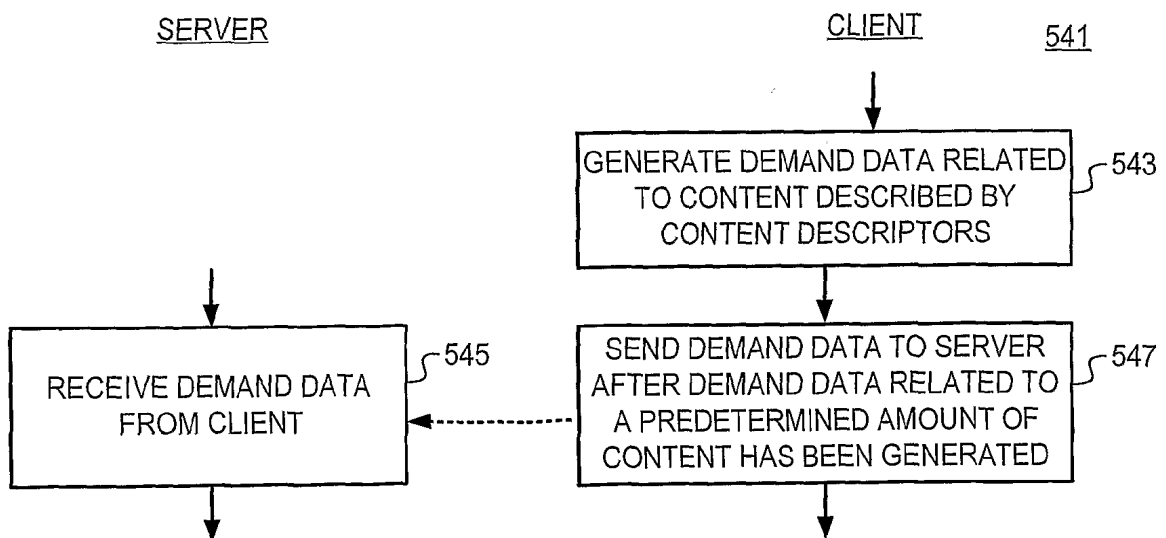 SERVER
CLIENT
541
GENERATE DEMAND DATA RELATED
TO CONTENT DESCRIBED BY
CONTENT DESCRIPTORS
543
RECEIVE DEMAND DATA
FROM CLIENT
545
SEND DEMAND DATA TO SERVER
AFTER DEMAND DATA RELATED TO
A PREDETERMINED AMOUNT OF
CONTENT HAS BEEN GENERATED
547